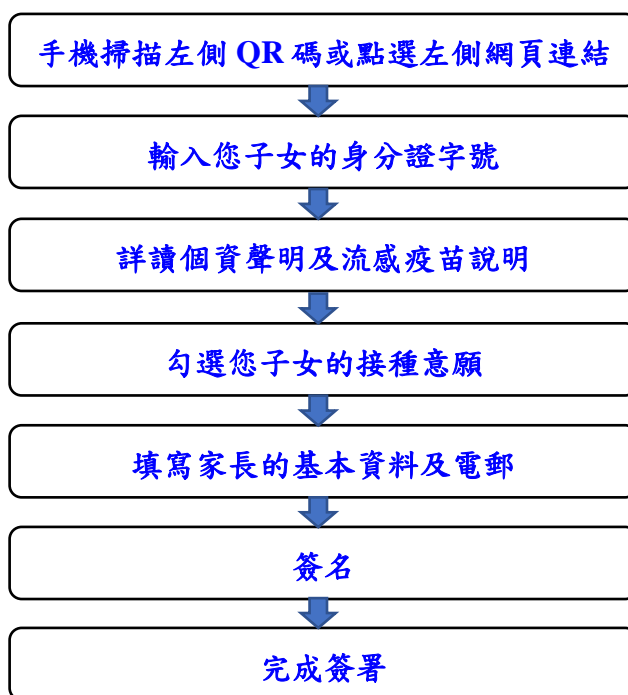 手機掃描左側 QR 碼或點選左側網頁連結
輸入您子女的身分證字號
詳讀個資聲明及流感疫苗說明
勾選您子女的接種意願
填寫家長的基本資料及電郵
簽名
完成簽署